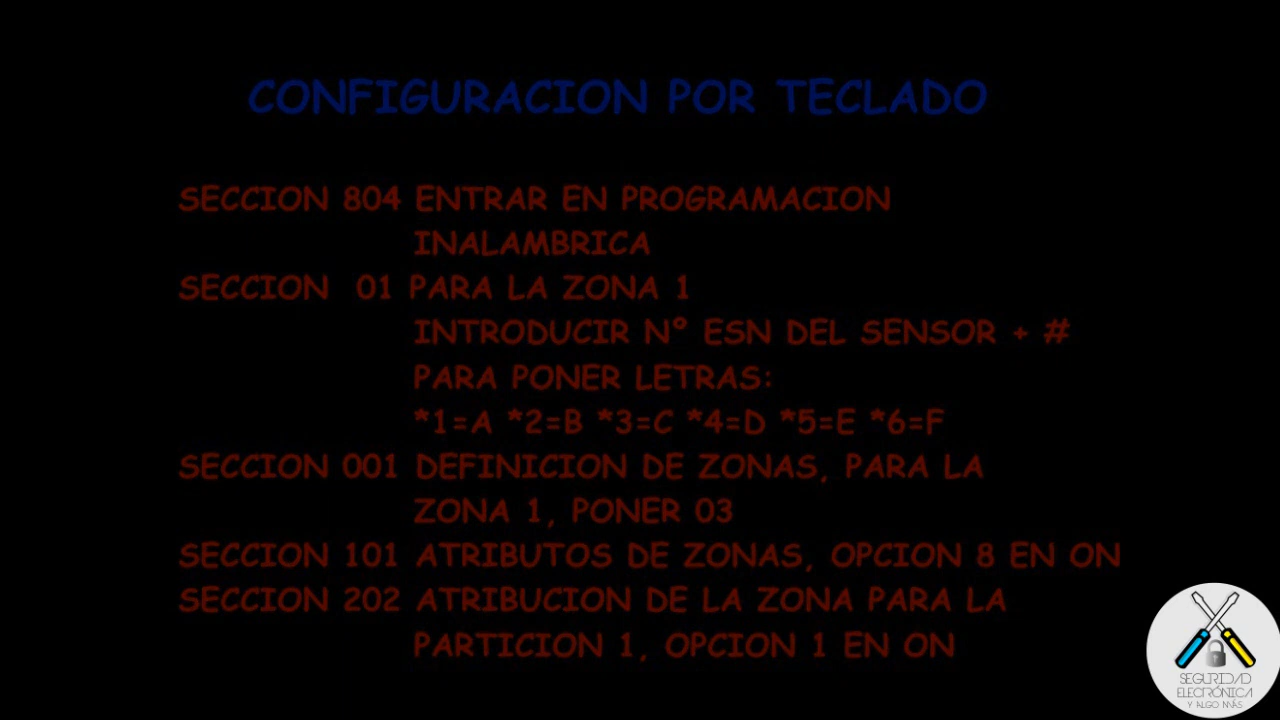 CONFIGURACION POR TECLADO
SECCION 804 ENTRAR EN PROGRAMACION
INALAMBRICA
SECCION 01 PARA LA ZONA 1
INTRODUCIR Nº ESN DEL SENSOR + #
PARA PONER LETRAS:
*1=A *2=B *3=C *4=D *5=E *6=F
SECCION 001 DEFINICION DE ZONAS, PARA LA
ZONA 1, PONER 03
SECCION 101 ATRIBUTOS DE ZONAS, OPCION 8 EN ON
SECCION 202 ATRIBUCION DE LA ZONA PARA LA
PARTICION 1, OPCION 1 EN ON
SEGURIDAD
ELECTRÓNICA
Y ALGO MÁS